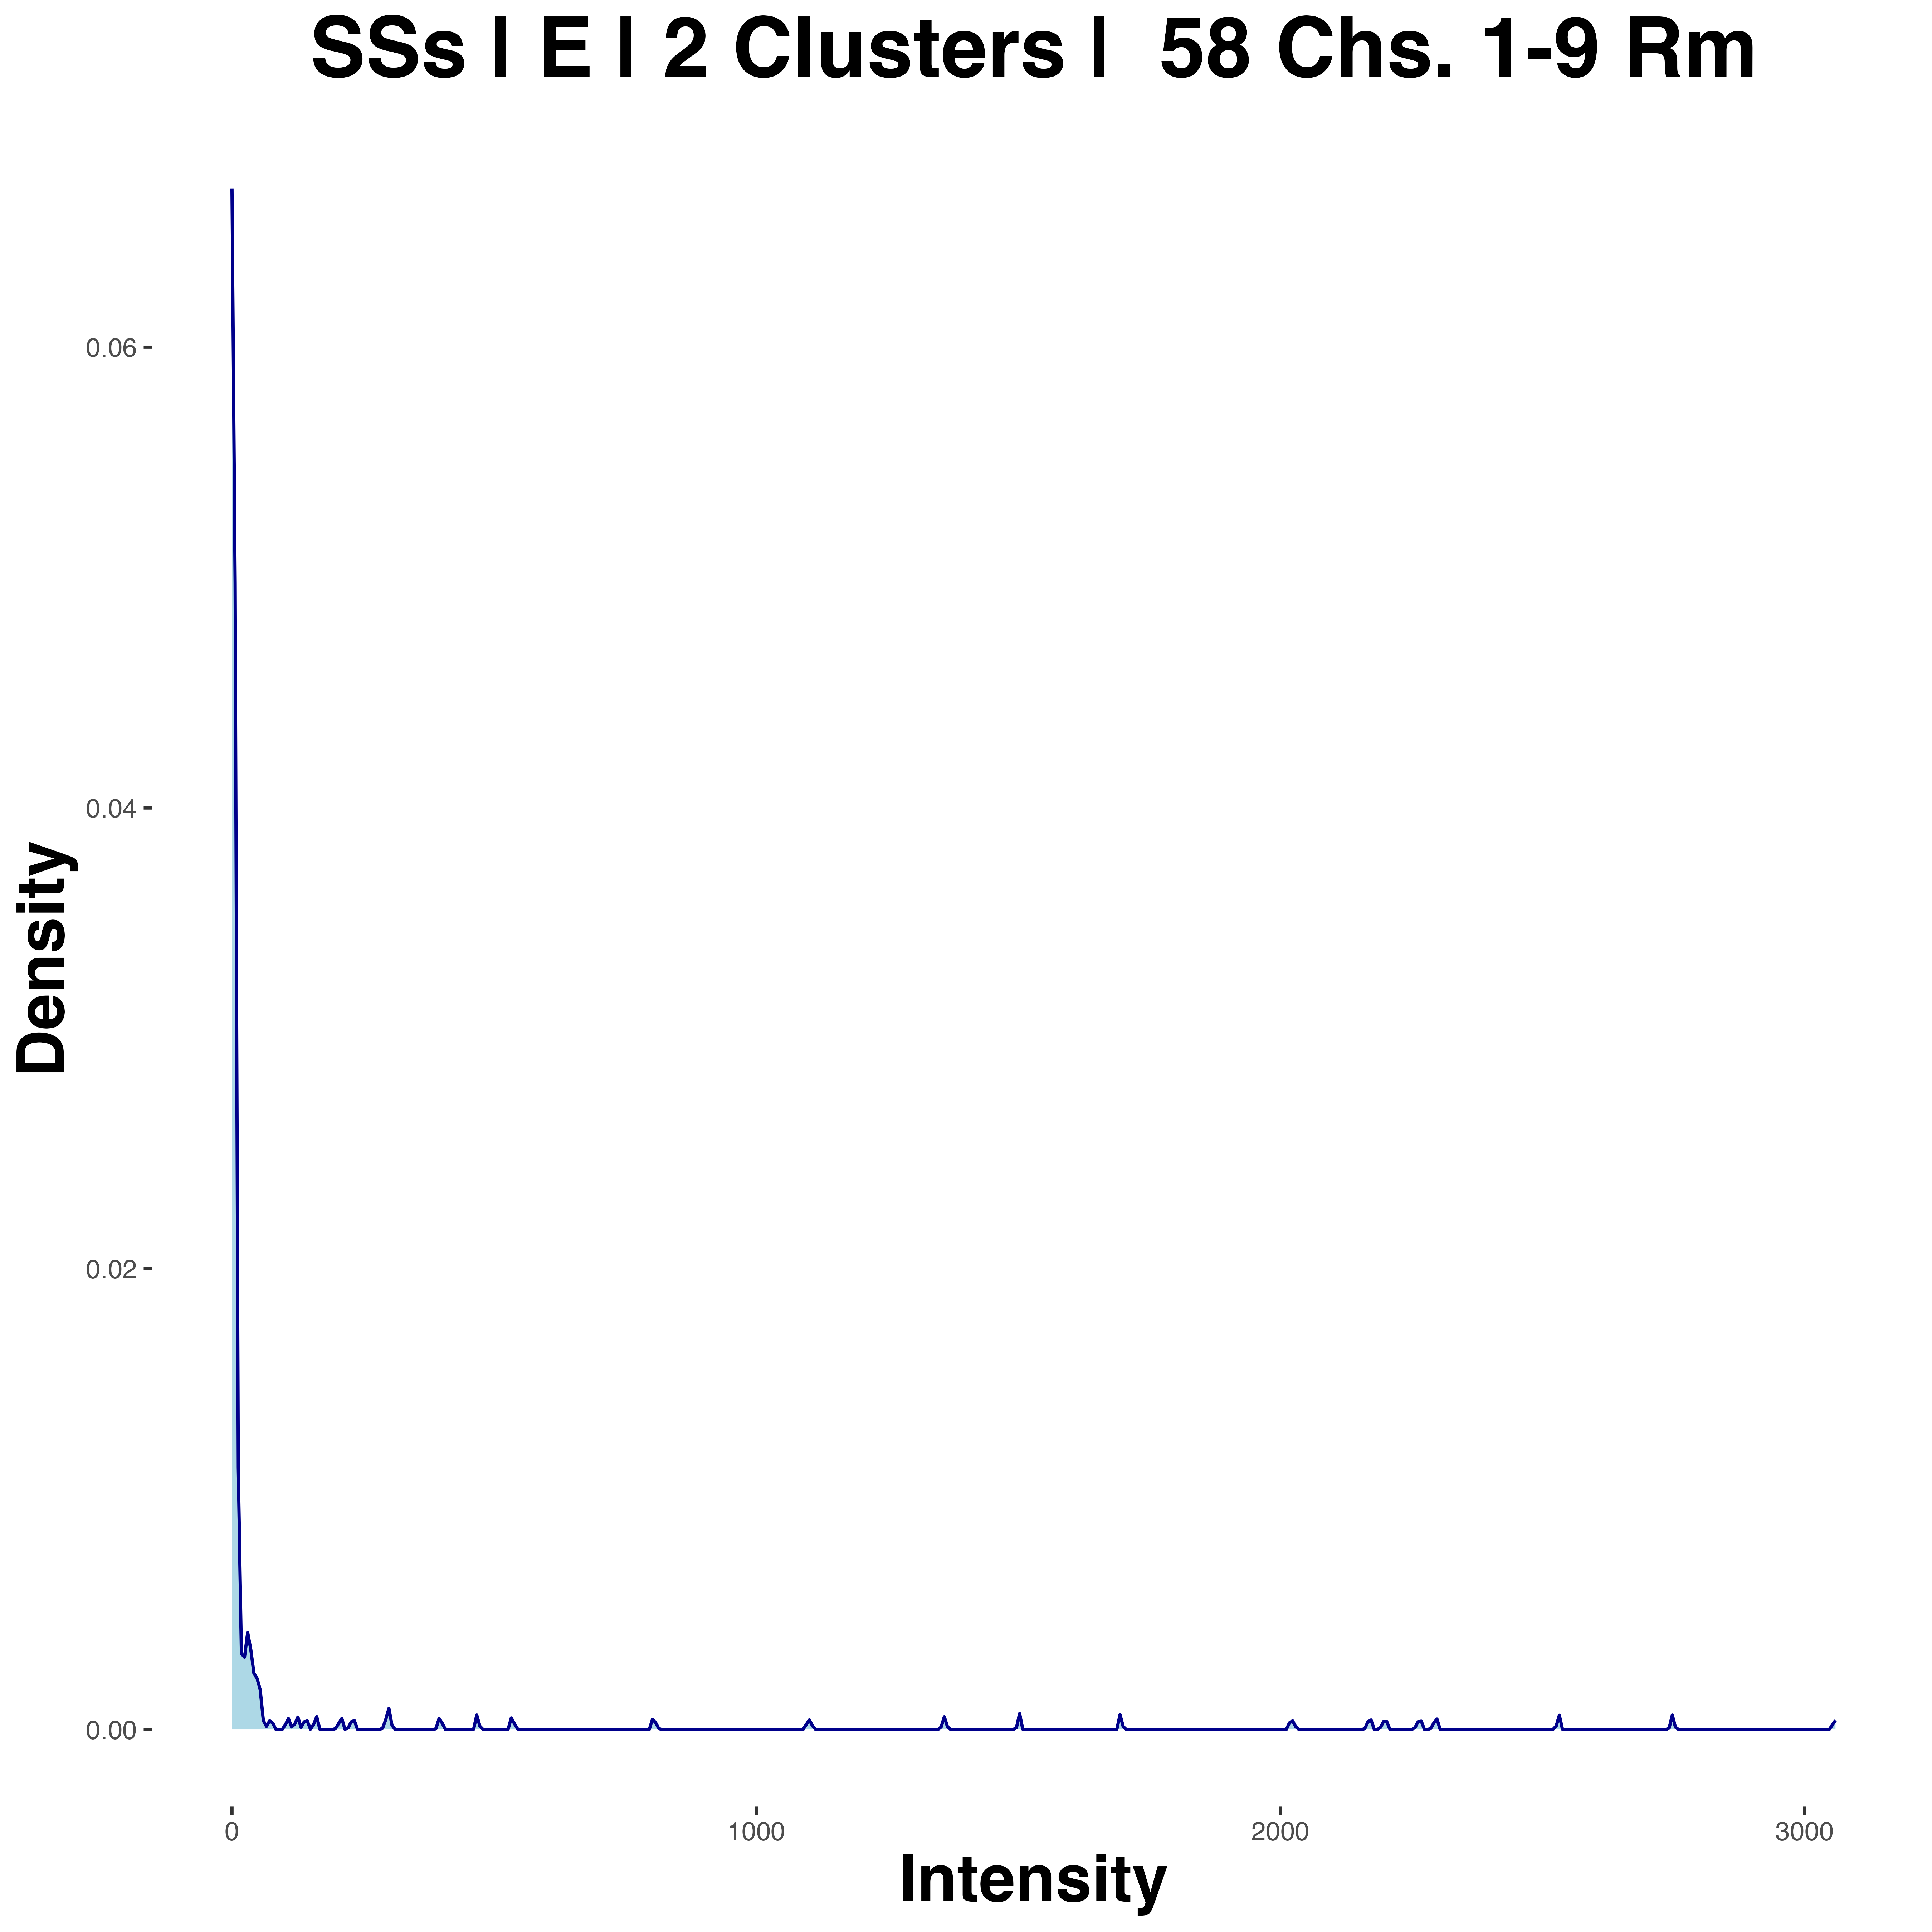 SSs | E | 2 Clusters |  58 Chs. 1-9 Rm
0.06
0.04
0.02
0.00
Density
0 1000 2000 3000
Intensity